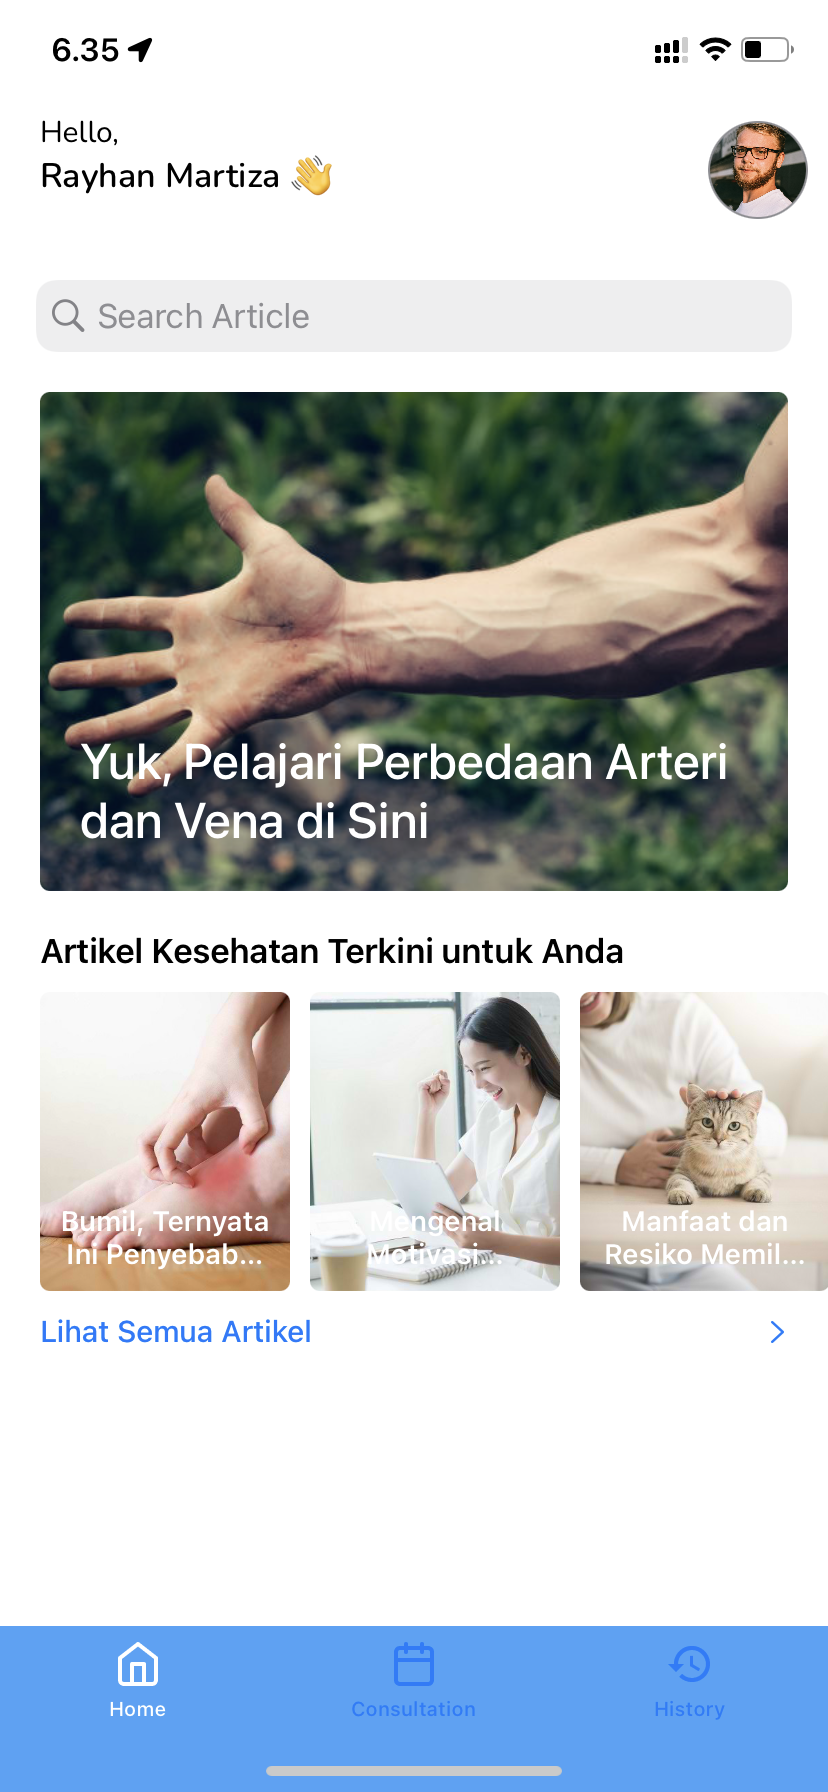 6.35
Hello,
Rayhan Martiza 👋
Search Article
Yuk, Pelajari Perbedaan Arteri
dan Vena di Sini
Artikel Kesehatan Terkini untuk Anda
Bumil, Ternyata
Ini Penyebab...
Mengenal
Motivasi...
Manfaat dan
Resiko Memil...
Lihat Semua Artikel
Home
Consultation
History